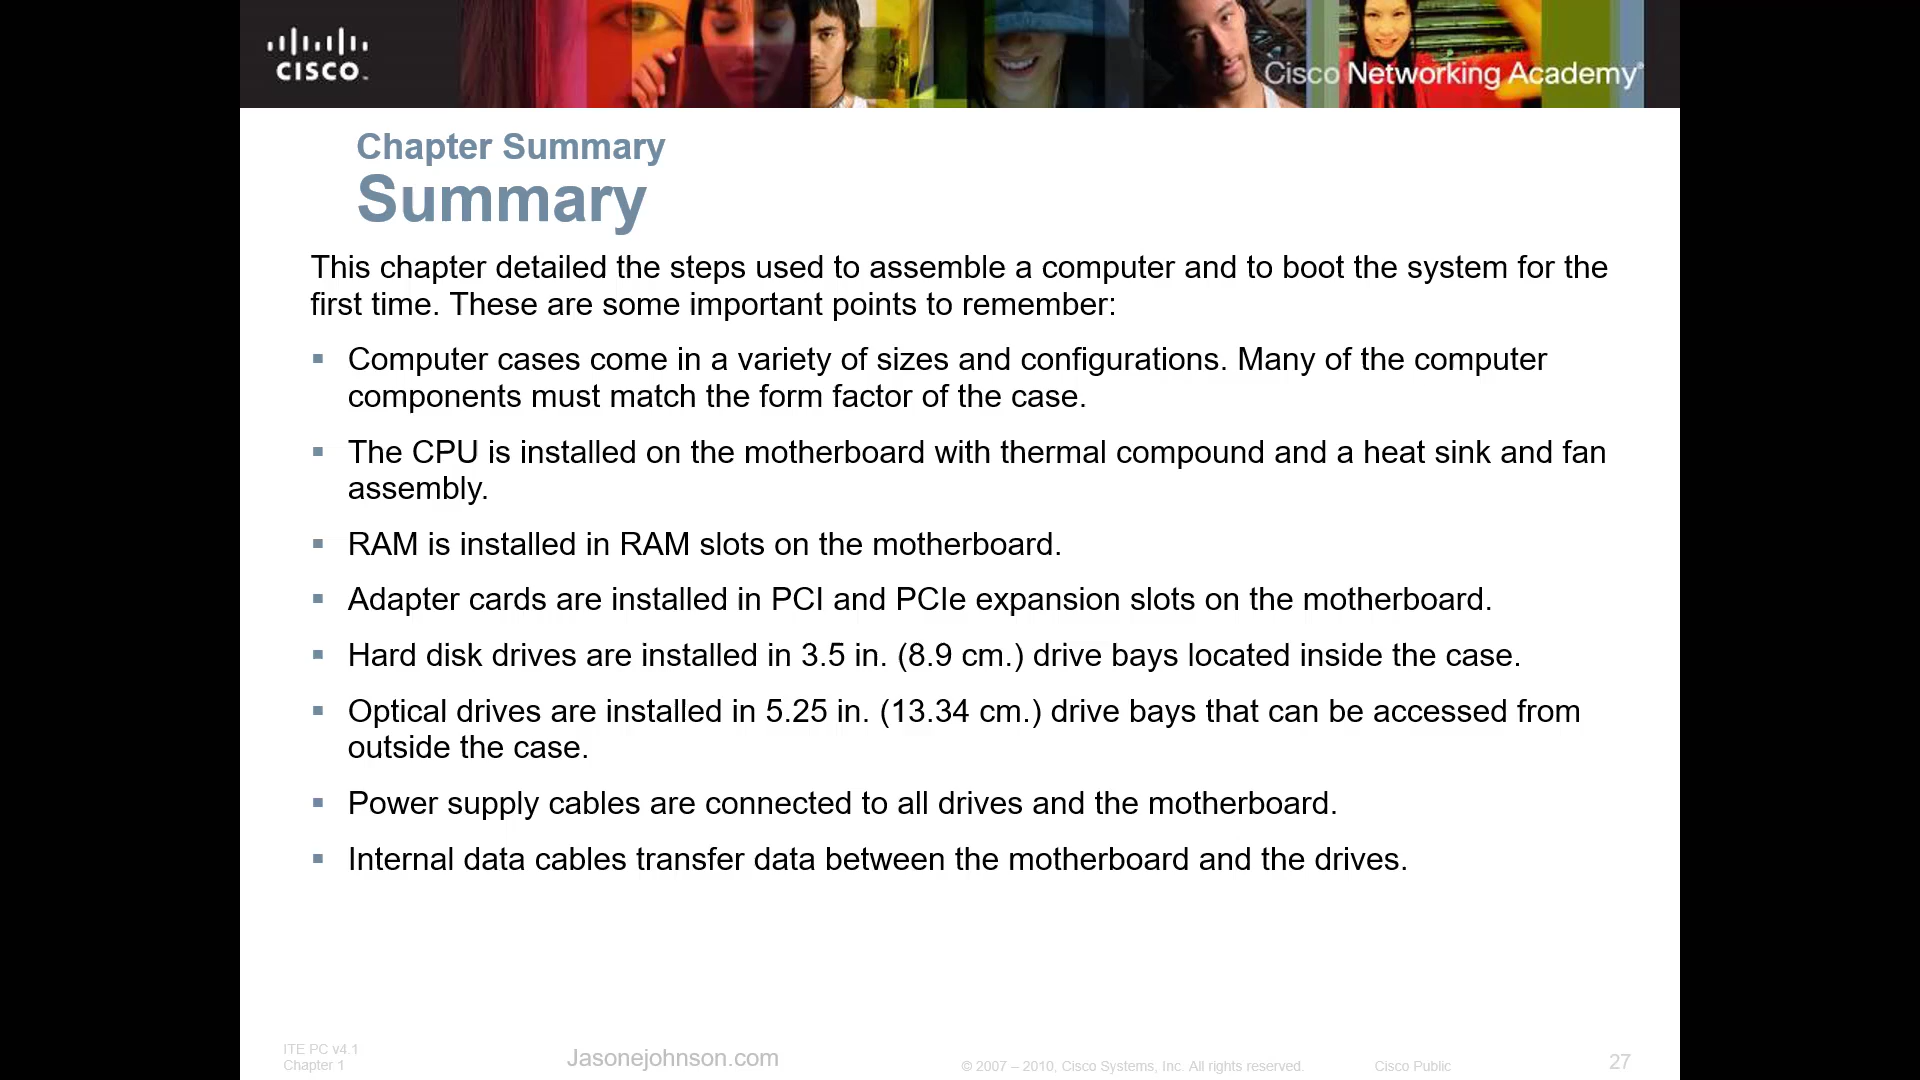 CISCO
Cisco Networking Academy®
Chapter Summary
Summary
This chapter detailed the steps used to assemble a computer and to boot the system for the
first time. These are some important points to remember:
Computer cases come in a variety of sizes and configurations. Many of the computer
components must match the form factor of the case.
The CPU is installed on the motherboard with thermal compound and a heat sink and fan
assembly.
RAM is installed in RAM slots on the motherboard.
Adapter cards are installed in PCI and PCIe expansion slots on the motherboard.
Hard disk drives are installed in 3.5 in. (8.9 cm.) drive bays located inside the case.
Optical drives are installed in 5.25 in. (13.34 cm.) drive bays that can be accessed from
outside the case.
Power supply cables are connected to all drives and the motherboard.
Internal data cables transfer data between the motherboard and the drives.
ITE PC v4.1
Chapter 1
Jasonejohnson.com
© 2007 – 2010, Cisco Systems, Inc. All rights reserved.
Cisco Public
27